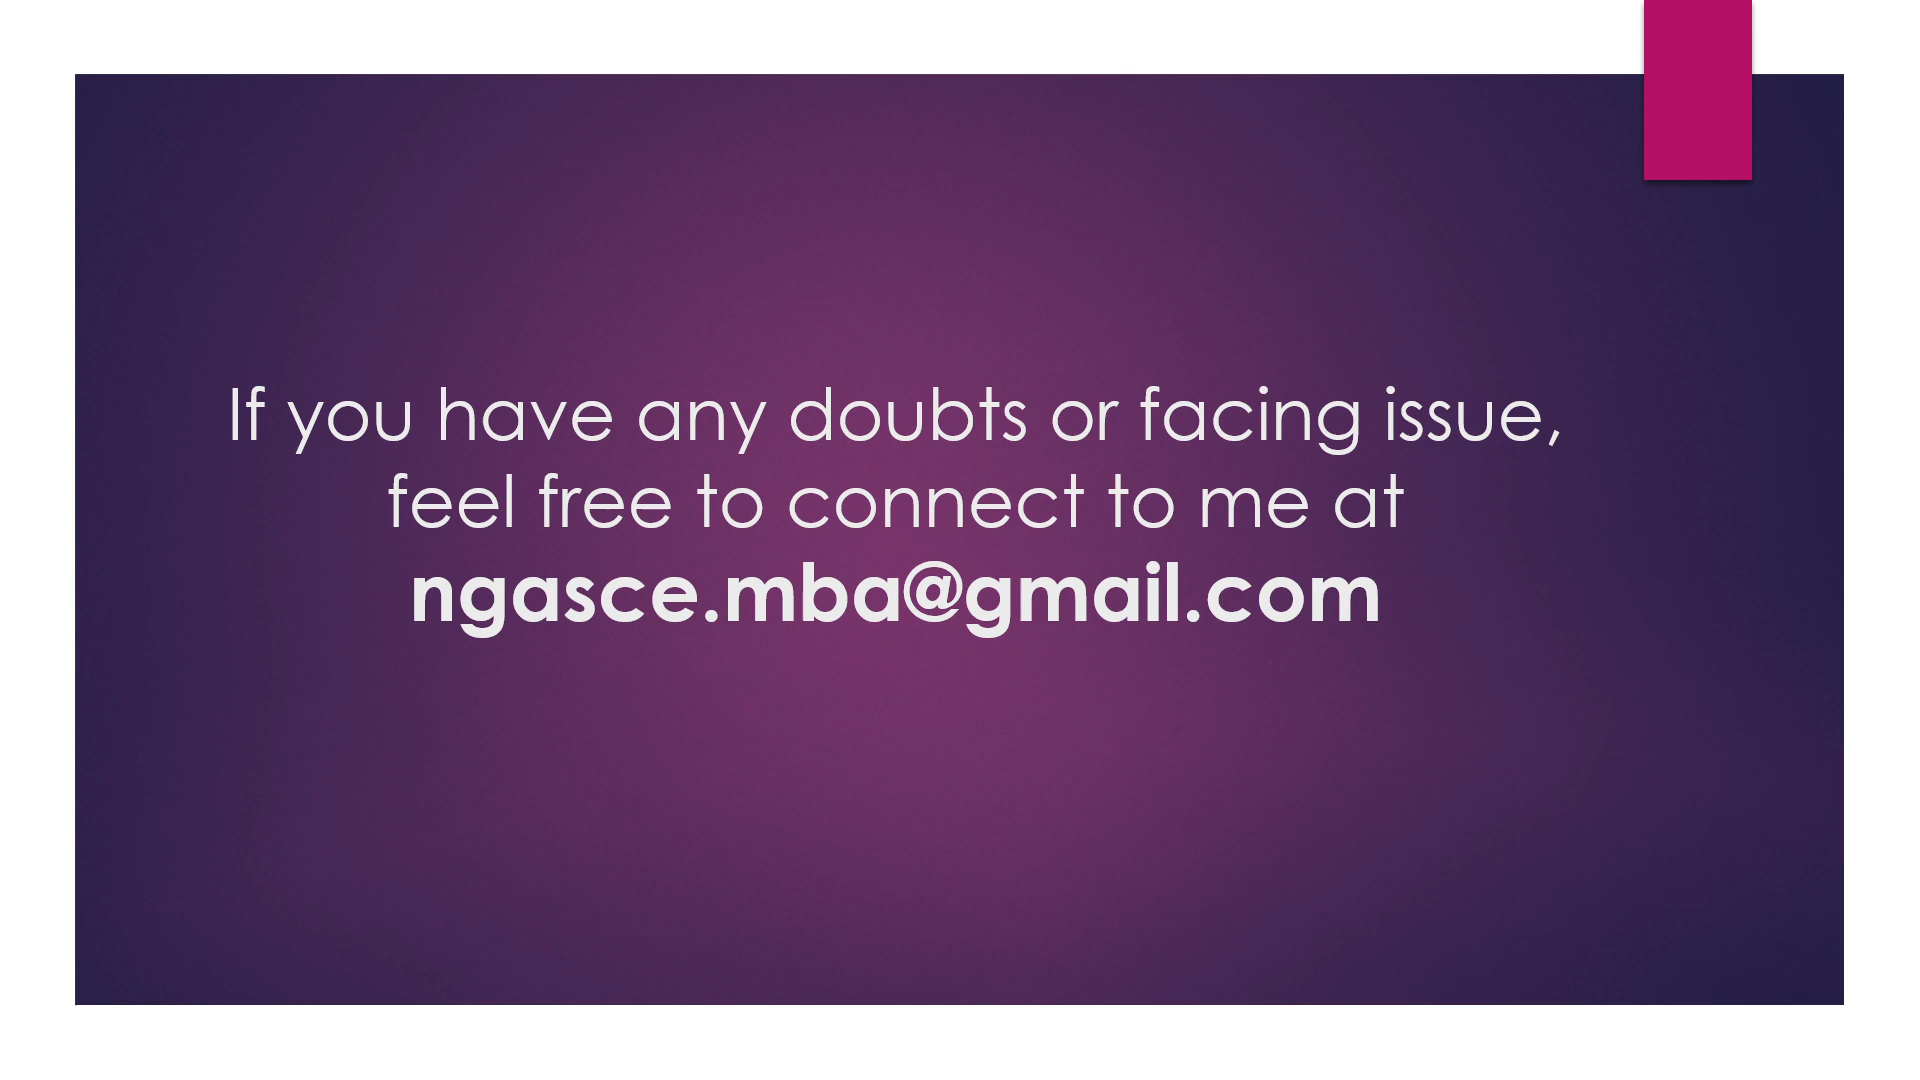 If you have any doubts or facing issue,
feel free to connect to me at
ngasce.mba@gmail.com